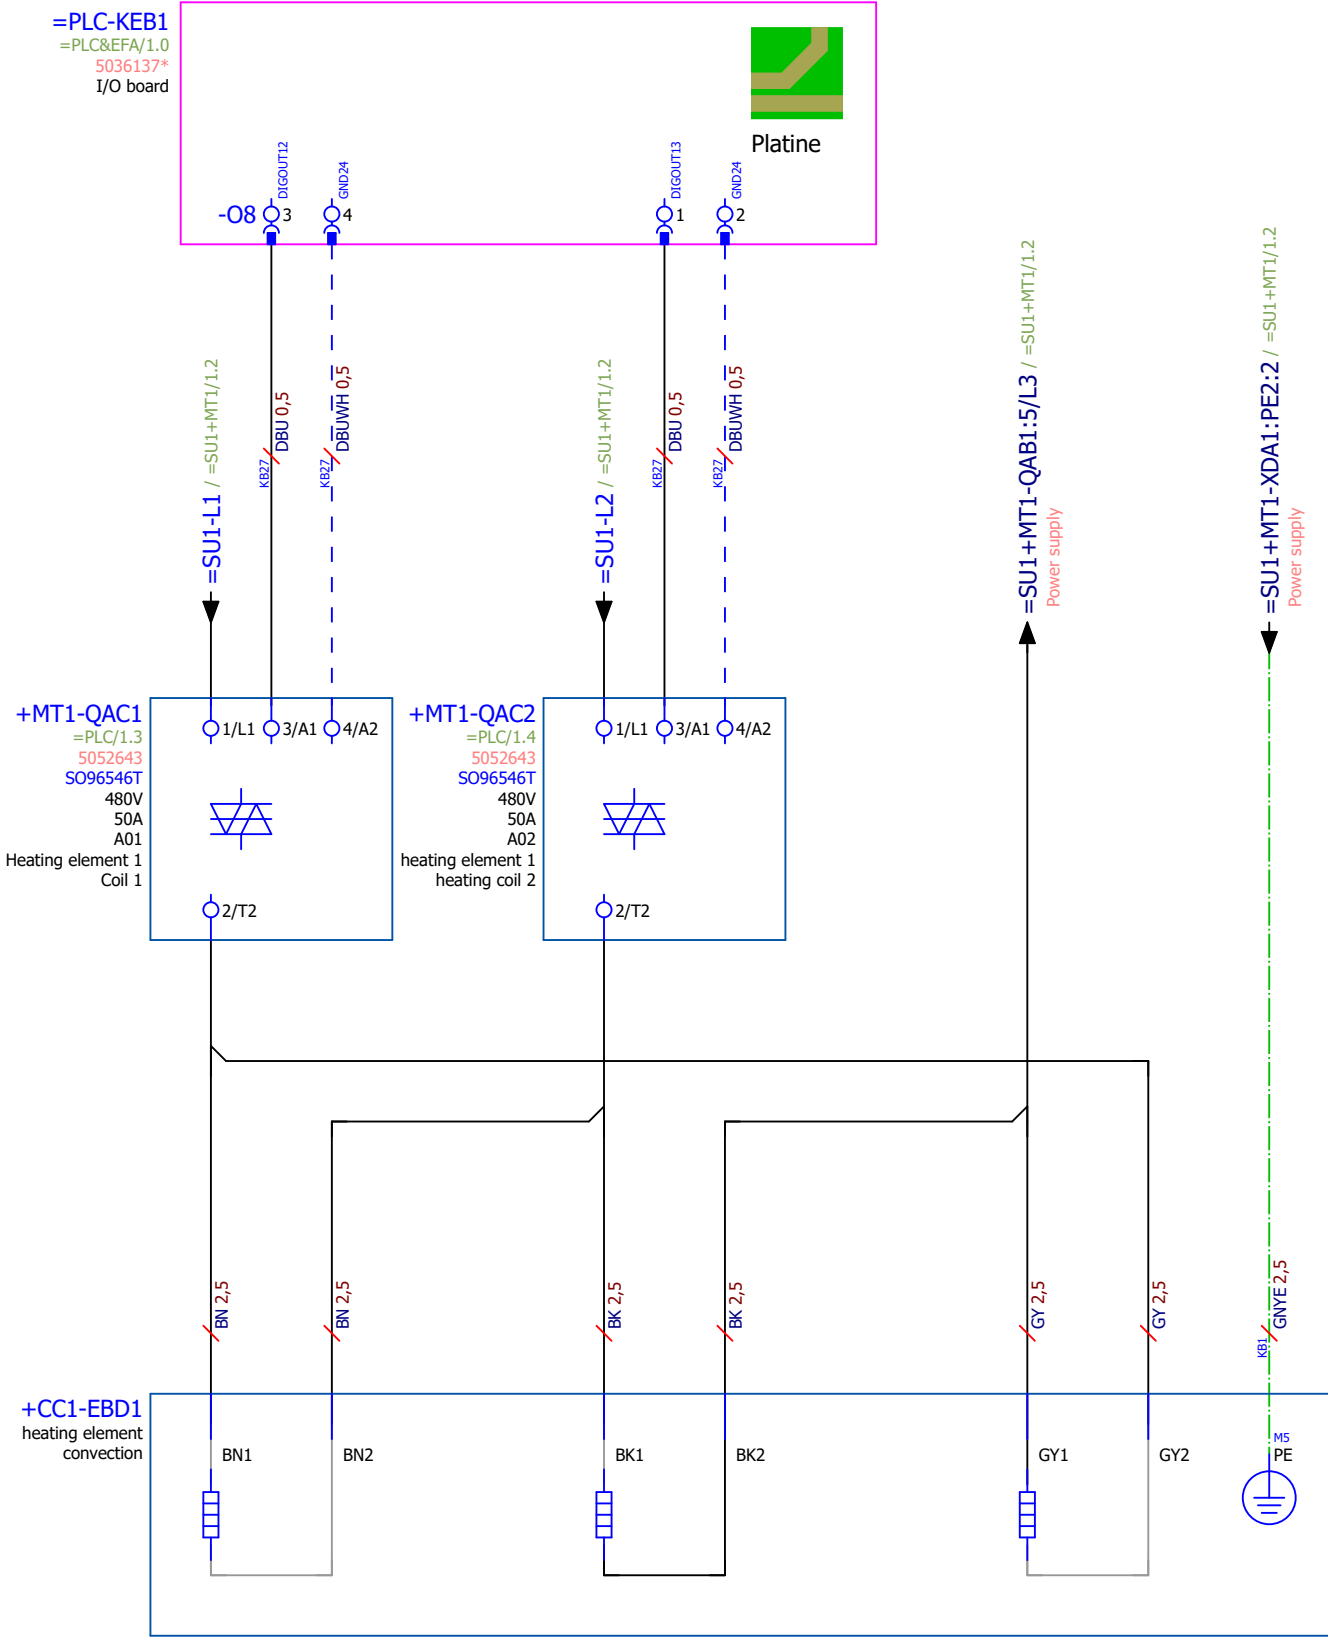 =PLC-KEB1
=PLC&EFA/1.0
5036137*
I/O board
Platine
DIGOUT12
GND24
DIGOUT13
GND24
-O8
3
4
1
2
=SU1-L1 / =SU1+MT1/1.2
KB27
DBU 0,5
KB27
DBUWH 0,5
=SU1-L2 / =SU1+MT1/1.2
KB27
DBU 0,5
KB27
DBUWH 0,5
=SU1+MT1-QAB1:5/L3 / =SU1+MT1/1.2
Power supply
=SU1+MT1-XDA1:PE2:2 / =SU1+MT1/1.2
Power supply
+MT1-QAC1
=PLC/1.3
5052643
SO96546T
480V
50A
A01
Heating element 1
Coil 1
1/L1
3/A1
4/A2
2/T2
+MT1-QAC2
=PLC/1.4
5052643
SO96546T
480V
50A
A02
heating element 1
heating coil 2
1/L1
3/A1
4/A2
2/T2
BN 2,5
BN 2,5
BK 2,5
BK 2,5
GY 2,5
GY 2,5
KB1
GNYE 2,5
+CC1-EBD1
heating element
convection
BN1
BN2
BK1
BK2
GY1
GY2
M5
PE